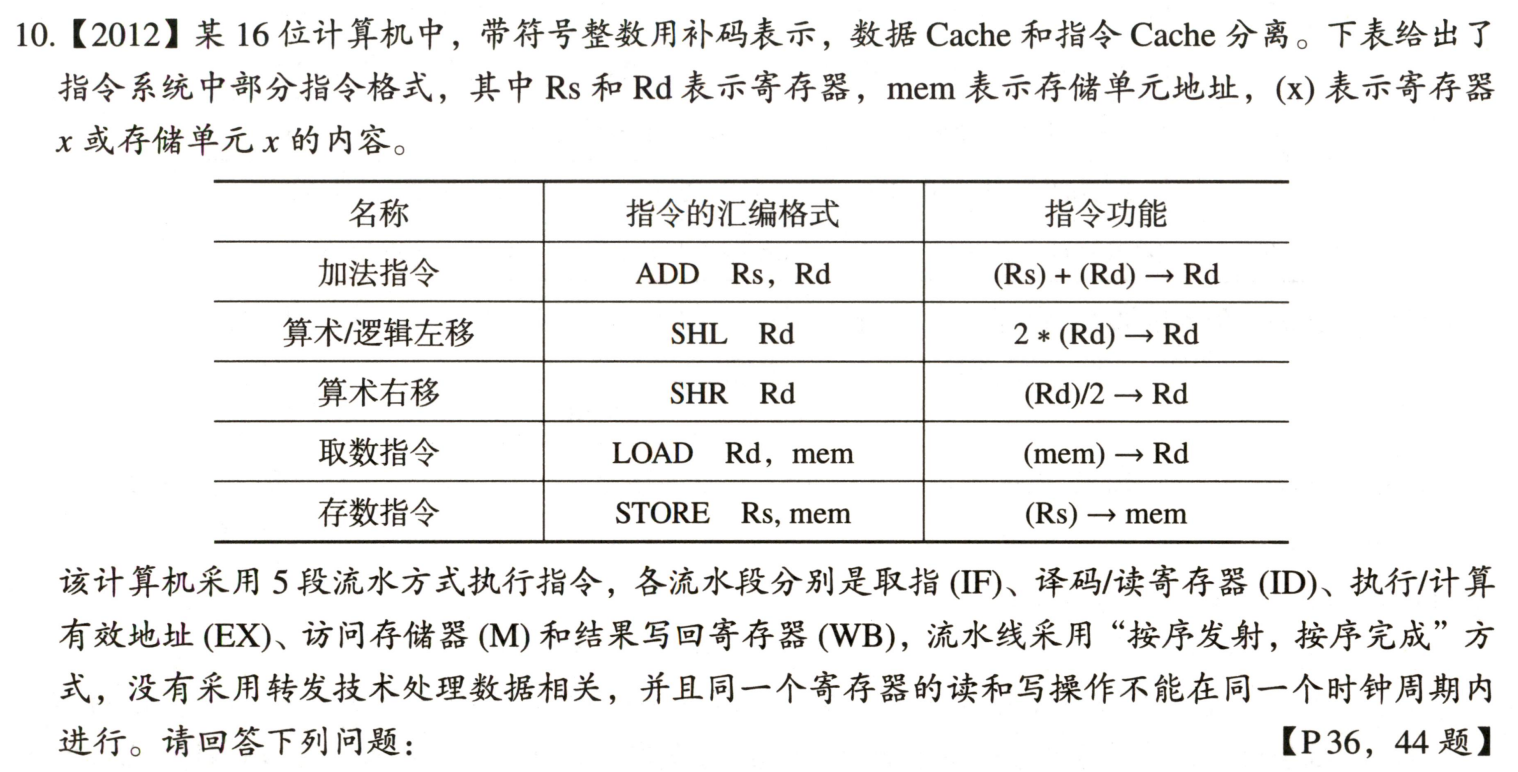 10.【2012】某 16 位计算机中，带符号整数用补码表示，数据 Cache 和指令 Cache 分离。下表给出了
指令系统中部分指令格式，其中 Rs 和 Rd 表示寄存器，mem 表示存储单元地址，(x) 表示寄存器
x 或存储单元 x 的内容。
名称 指令的汇编格式 指令功能
加法指令 ADD Rs，Rd (Rs) + (Rd) → Rd
算术/逻辑左移 SHL Rd 2 * (Rd) → Rd
算术右移 SHR Rd (Rd)/2 → Rd
取数指令 LOAD Rd，mem (mem) → Rd
存数指令 STORE Rs, mem (Rs) → mem
该计算机采用 5 段流水方式执行指令，各流水段分别是取指 (IF)、译码/读寄存器 (ID)、执行/计算
有效地址 (EX)、访问存储器 (M) 和结果写回寄存器 (WB)，流水线采用“按序发射，按序完成”方
式，没有采用转发技术处理数据相关，并且同一个寄存器的读和写操作不能在同一个时钟周期内
进行。请回答下列问题： 【P 36，44 题】